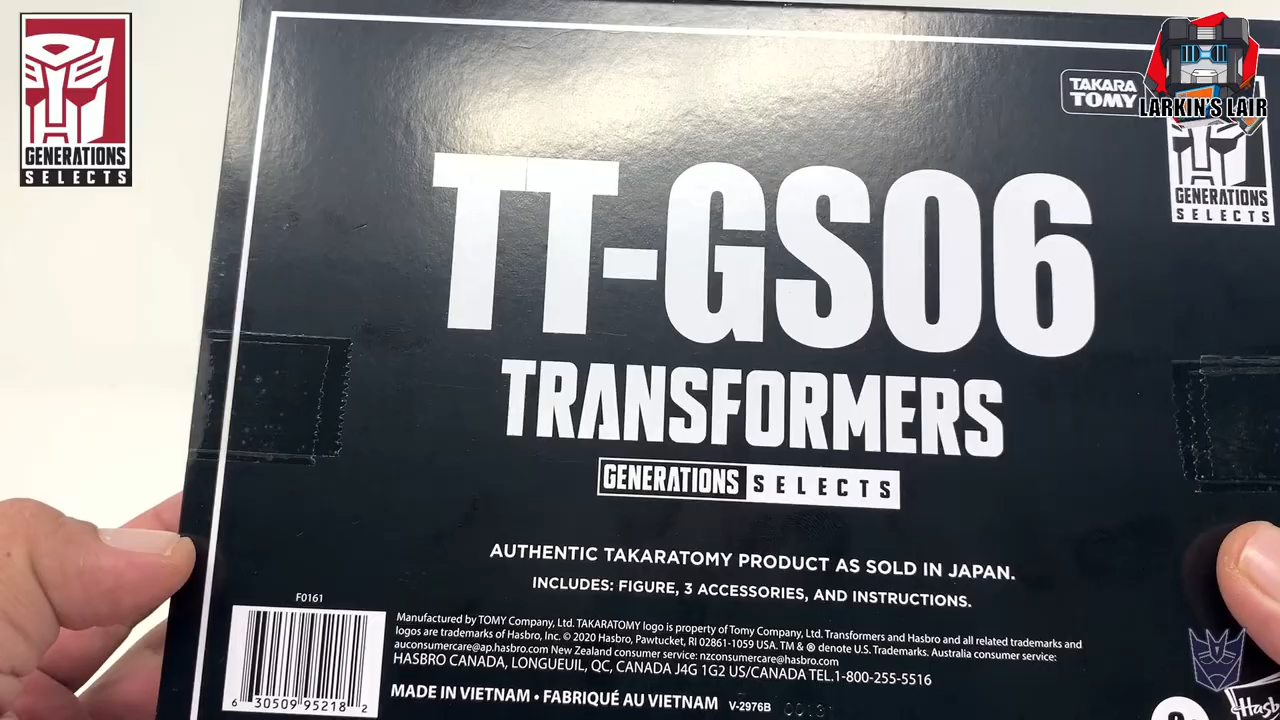 GENERATIONS
SELECTS
TAKARA
TOMY
LARKIN'S LAIR
GENERATIONS
SELECTS
TT-GS06
TRANSFORMERS
GENERATIONS SELECTS
AUTHENTIC TAKARATOMY PRODUCT AS SOLD IN JAPAN.
INCLUDES: FIGURE, 3 ACCESSORIES, AND INSTRUCTIONS.
F0161
Manufactured by TOMY Company, Ltd. TAKARATOMY logo is property of Tomy Company, Ltd. Transformers and Hasbro and all related trademarks and
logos are trademarks of Hasbro, Inc. © 2020 Hasbro, Pawtucket, RI 02861-1059 USA. TM & ® denote U.S. Trademarks. Australia consumer service:
auconsumercare@ap.hasbro.com New Zealand consumer service: nzconsumercare@hasbro.com
HASBRO CANADA, LONGUEUIL, QC, CANADA J4G 1G2 US/CANADA TEL.1-800-255-5516
MADE IN VIETNAM • FABRIQUÉ AU VIETNAM V-2976B
6 30509 95218 2